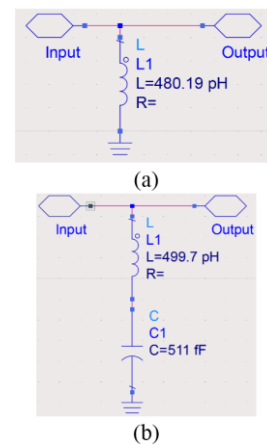 L
Input
L1
Output
L=480.19 pH
R=
(a)
L
Input
L1
Output
L=499.7 pH
R=
C
C1
C=511 fF
(b)